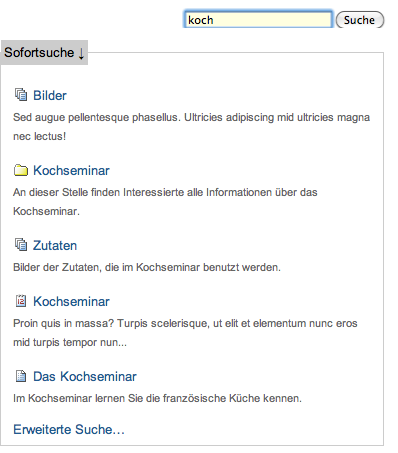 koch Suche
Sofortsuche ↓
Bilder
Sed augue pellentesque phasellus. Ultricies adipiscing mid ultricies magna
nec lectus!
Kochseminar
An dieser Stelle finden Interessierte alle Informationen über das
Kochseminar.
Zutaten
Bilder der Zutaten, die im Kochseminar benutzt werden.
Kochseminar
Proin quis in massa? Turpis scelerisque, ut elit et elementum nunc eros
mid turpis tempor nun...
Das Kochseminar
Im Kochseminar lernen Sie die französische Küche kennen.
Erweiterte Suche…